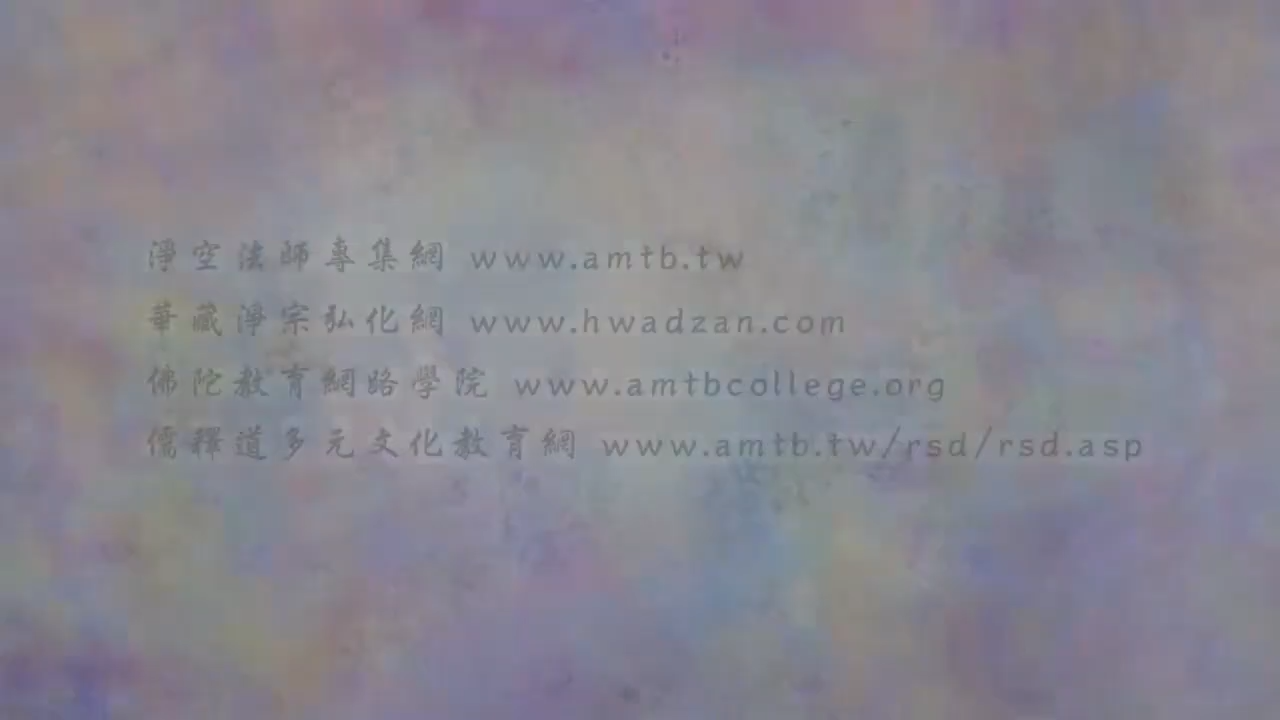 淨空法師專集網 www.amtb.tw
華藏淨宗弘化網 www.hwadzan.com
佛陀教育網路學院 www.amtbcollege.org
儒釋道多元文化教育網 www.amtb.tw/rsd/rsd.asp